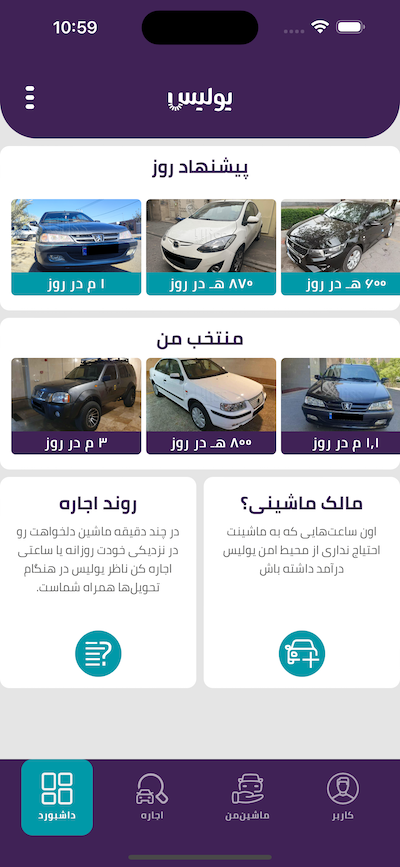 10:59
یولیس
پیشنهاد روز
۶۰۰ هـ در روز
۸۷۰ هـ در روز
۱ م در روز
منتخب من
۱,۱ م در روز
۸۰۰ هـ در روز
۳ م در روز
مالک ماشینی؟
اون ساعت‌هایی که به ماشینت
احتیاج نداری از محیط امن یولیس
درآمد داشته باش
روند اجاره
در چند دقیقه ماشین دلخواهت رو
در نزدیکی خودت روزانه یا ساعتی
اجاره کن ناظر یولیس در هنگام
تحویل‌ها همراه شماست.
کاربر
ماشین‌من
اجاره
داشبورد